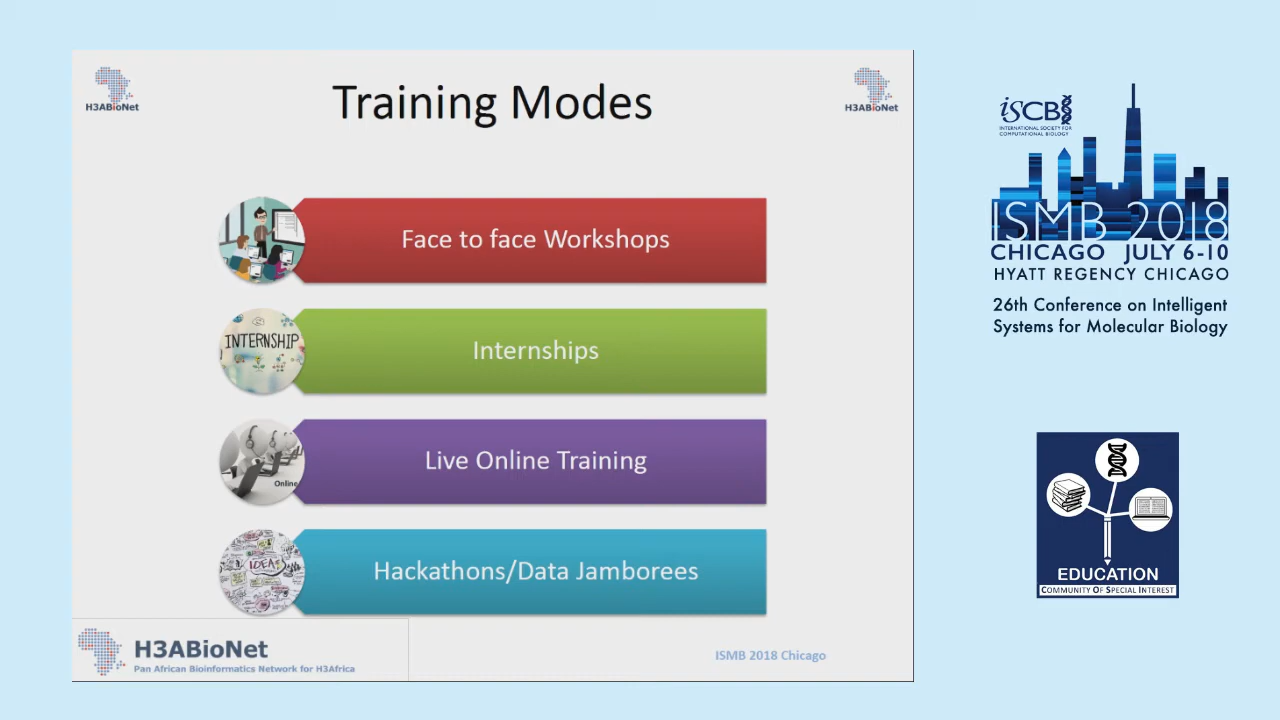 H3ABioNet
Training Modes
H3ABioNet
Face to face Workshops
INTERNSHIP
Internships
Online
Live Online Training
IDEA
Hackathons/Data Jamborees
H3ABioNet
Pan African Bioinformatics Network for H3Africa
ISMB 2018 Chicago
iSCB
INTERNATIONAL SOCIETY FOR
COMPUTATIONAL BIOLOGY
ISMB 2018
CHICAGO JULY 6-10
HYATT REGENCY CHICAGO
26th Conference on Intelligent
Systems for Molecular Biology
EDUCATION
COMMUNITY OF SPECIAL INTEREST